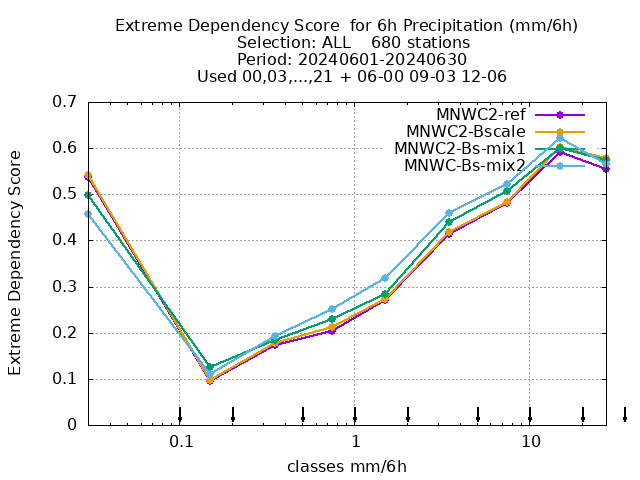 Extreme Dependency Score  for 6h Precipitation (mm/6h)
Selection: ALL    680 stations
Period: 20240601-20240630
Used 00,03,...,21 + 06-00 09-03 12-06
MNWC2-ref
MNWC2-Bscale
MNWC2-Bs-mix1
MNWC-Bs-mix2
Extreme Dependency Score
0.7
0.6
0.5
0.4
0.3
0.2
0.1
0
0.1
1
10
classes mm/6h